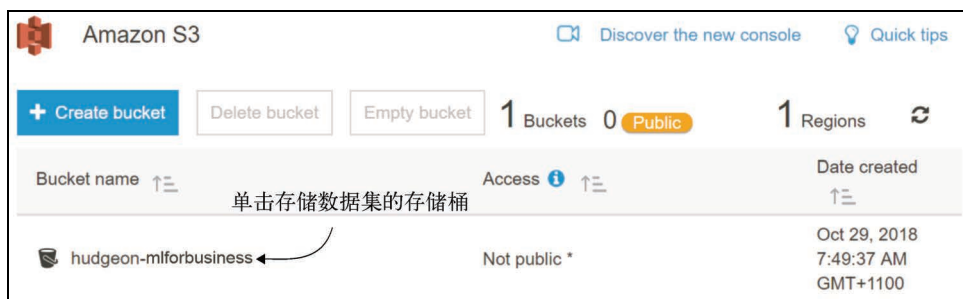 Amazon S3
Discover the new console
Quick tips
+ Create bucket
Delete bucket
Empty bucket
1 Buckets 0 Public
1 Regions
Bucket name
Access
Date created
单击存储数据集的存储桶
hudgeon-mlforbusiness
Not public *
Oct 29, 2018
7:49:37 AM
GMT+1100